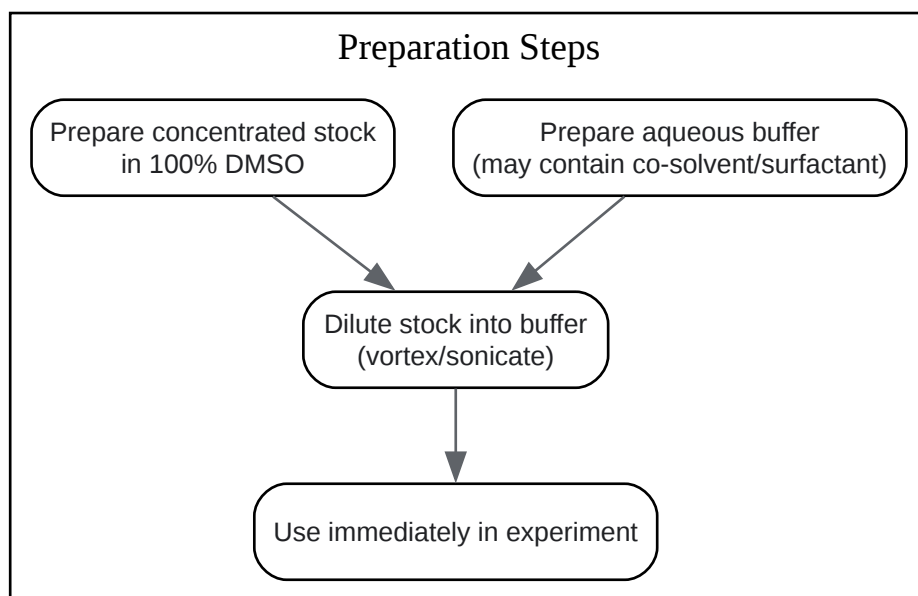 Preparation Steps
Prepare concentrated stock
in 100% DMSO
Prepare aqueous buffer
(may contain co-solvent/surfactant)
Dilute stock into buffer
(vortex/sonicate)
Use immediately in experiment